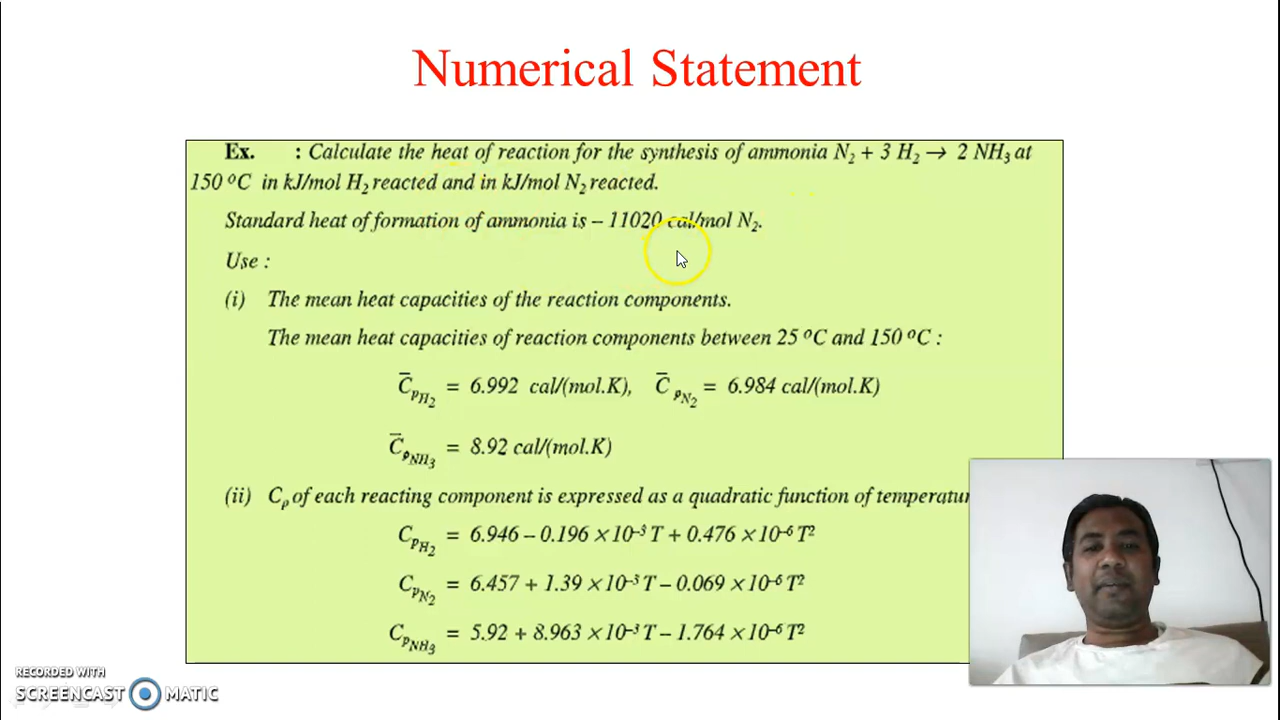 Numerical Statement
Ex. : Calculate the heat of reaction for the synthesis of ammonia N₂ + 3 H₂ → 2 NH₃ at
150 ºC in kJ/mol H₂ reacted and in kJ/mol N₂ reacted.
Standard heat of formation of ammonia is – 11020 cal/mol N₂.
Use :
(i) The mean heat capacities of the reaction components.
The mean heat capacities of reaction components between 25 ºC and 150 ºC :
C̅pH₂ = 6.992 cal/(mol.K), C̅pN₂ = 6.984 cal/(mol.K)
C̅pNH₃ = 8.92 cal/(mol.K)
(ii) Cp of each reacting component is expressed as a quadratic function of
CpH₂ = 6.946 – 0.196 ×10⁻³ T + 0.476 ×10⁻⁶ T²
CpN₂ = 6.457 + 1.39 ×10⁻³ T – 0.069 ×10⁻⁶ T²
CpNH₃ = 5.92 + 8.963 ×10⁻³ T – 1.764 ×10⁻⁶ T²
RECORDED WITH
SCREENCAST MATIC